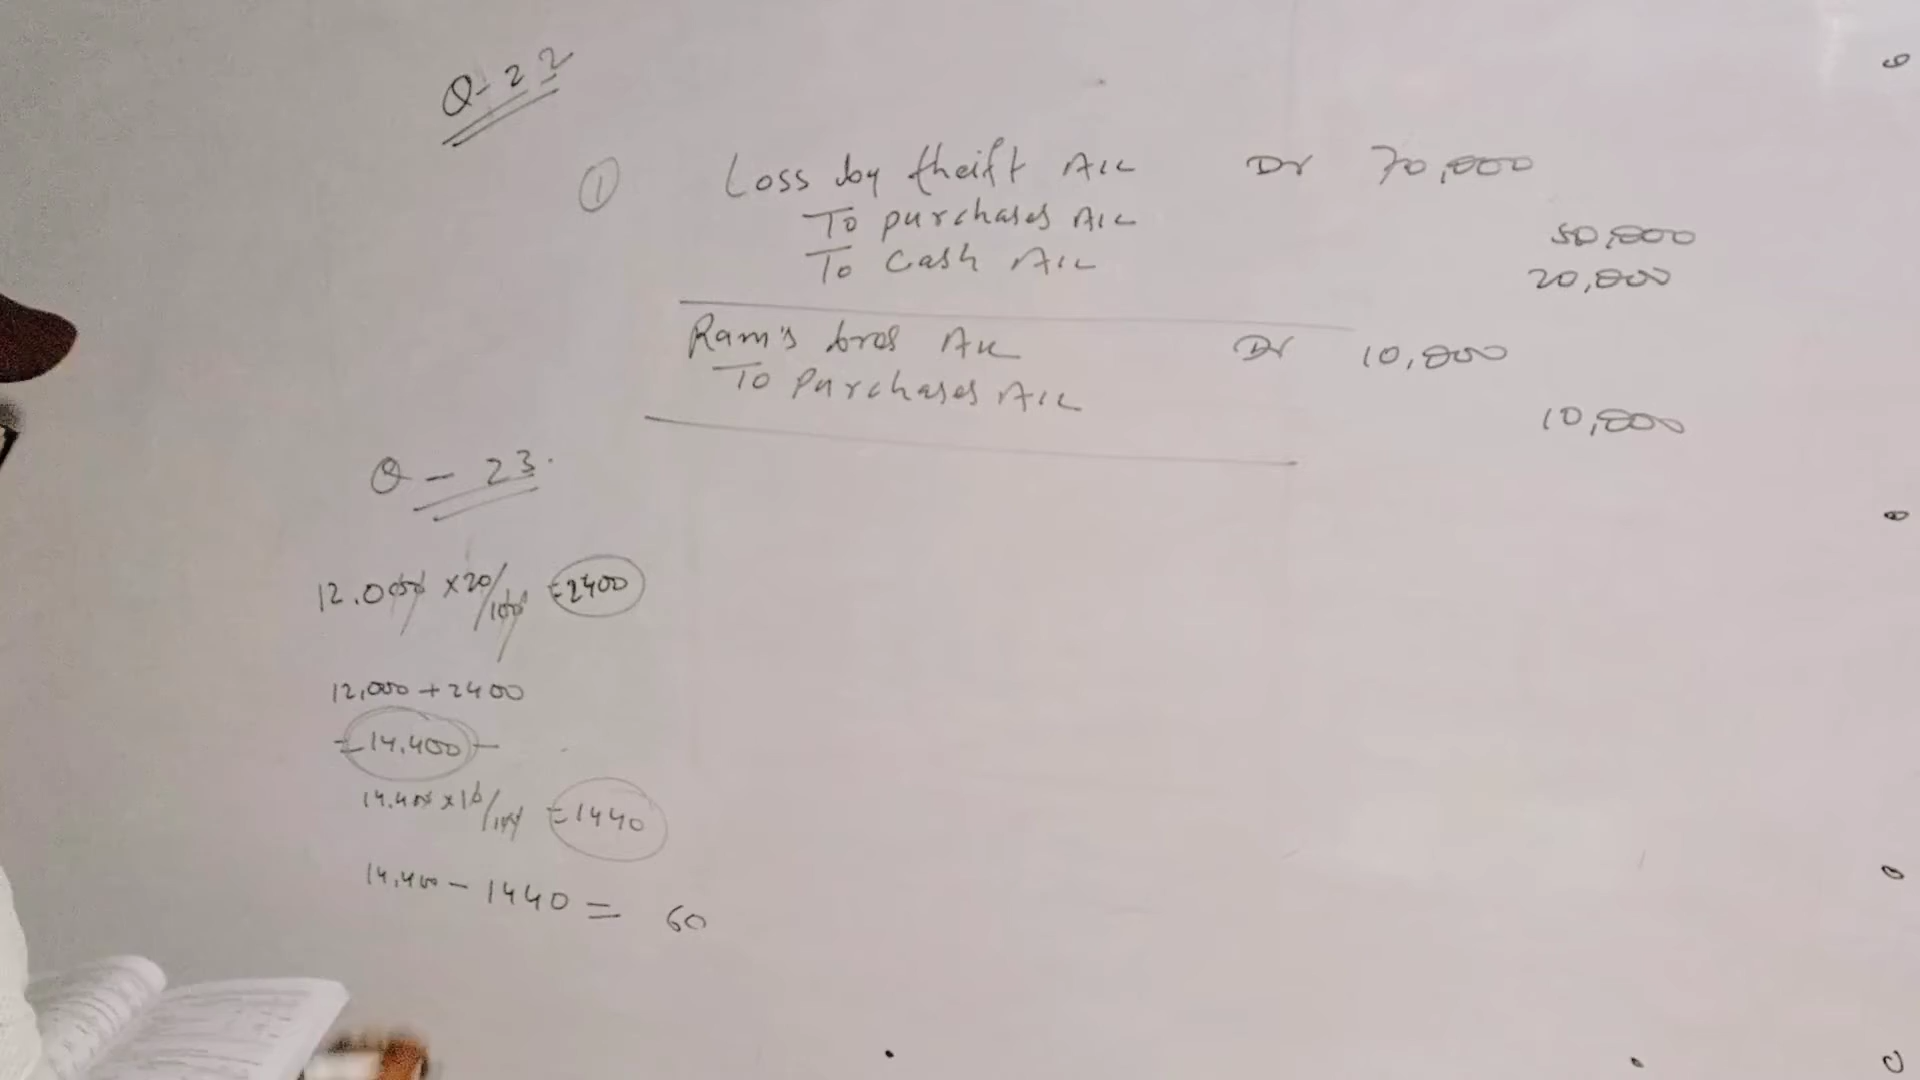 Q-22
① Loss by theift A/c Dr 70,000
To purchases A/c 50,000
To Cash A/c 20,000
Ram's bros A/c Dr 10,000
To Purchases A/c 10,000
Q-23.
12.000 x20/100 =2400
12,000+2400
=14,400-
14.400 x10/100 =1440
14,400- 1440 = 60